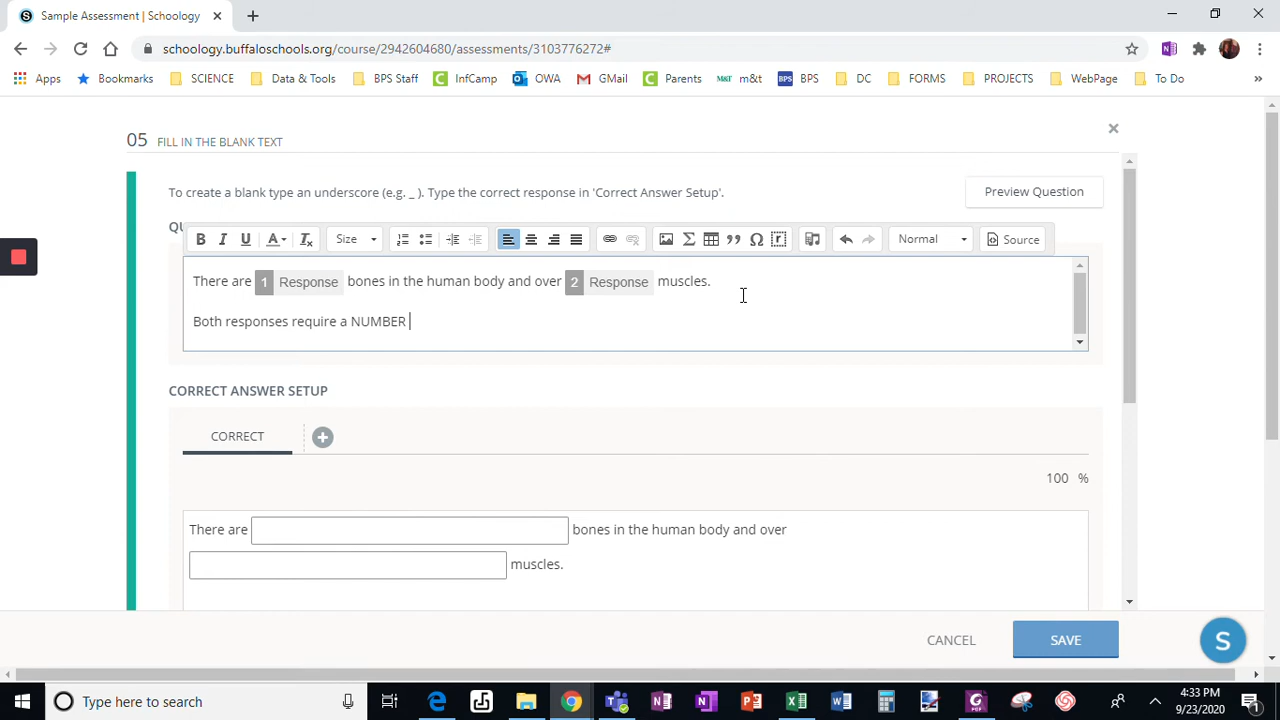 Sample Assessment | Schoology
schoology.buffaloschools.org/course/2942604680/assessments/3103776272#
Apps Bookmarks SCIENCE Data & Tools BPS Staff InfCamp OWA GMail Parents M&T m&t BPS BPS DC FORMS PROJECTS WebPage To Do »
05 FILL IN THE BLANK TEXT
To create a blank type an underscore (e.g. _ ). Type the correct response in 'Correct Answer Setup'.
Preview Question
QU
B I U A Ix Size Normal Source
There are 1 Response bones in the human body and over 2 Response muscles.
Both responses require a NUMBER
CORRECT ANSWER SETUP
CORRECT
100 %
There are bones in the human body and over
muscles.
CANCEL SAVE S
Type here to search
4:33 PM
9/23/2020